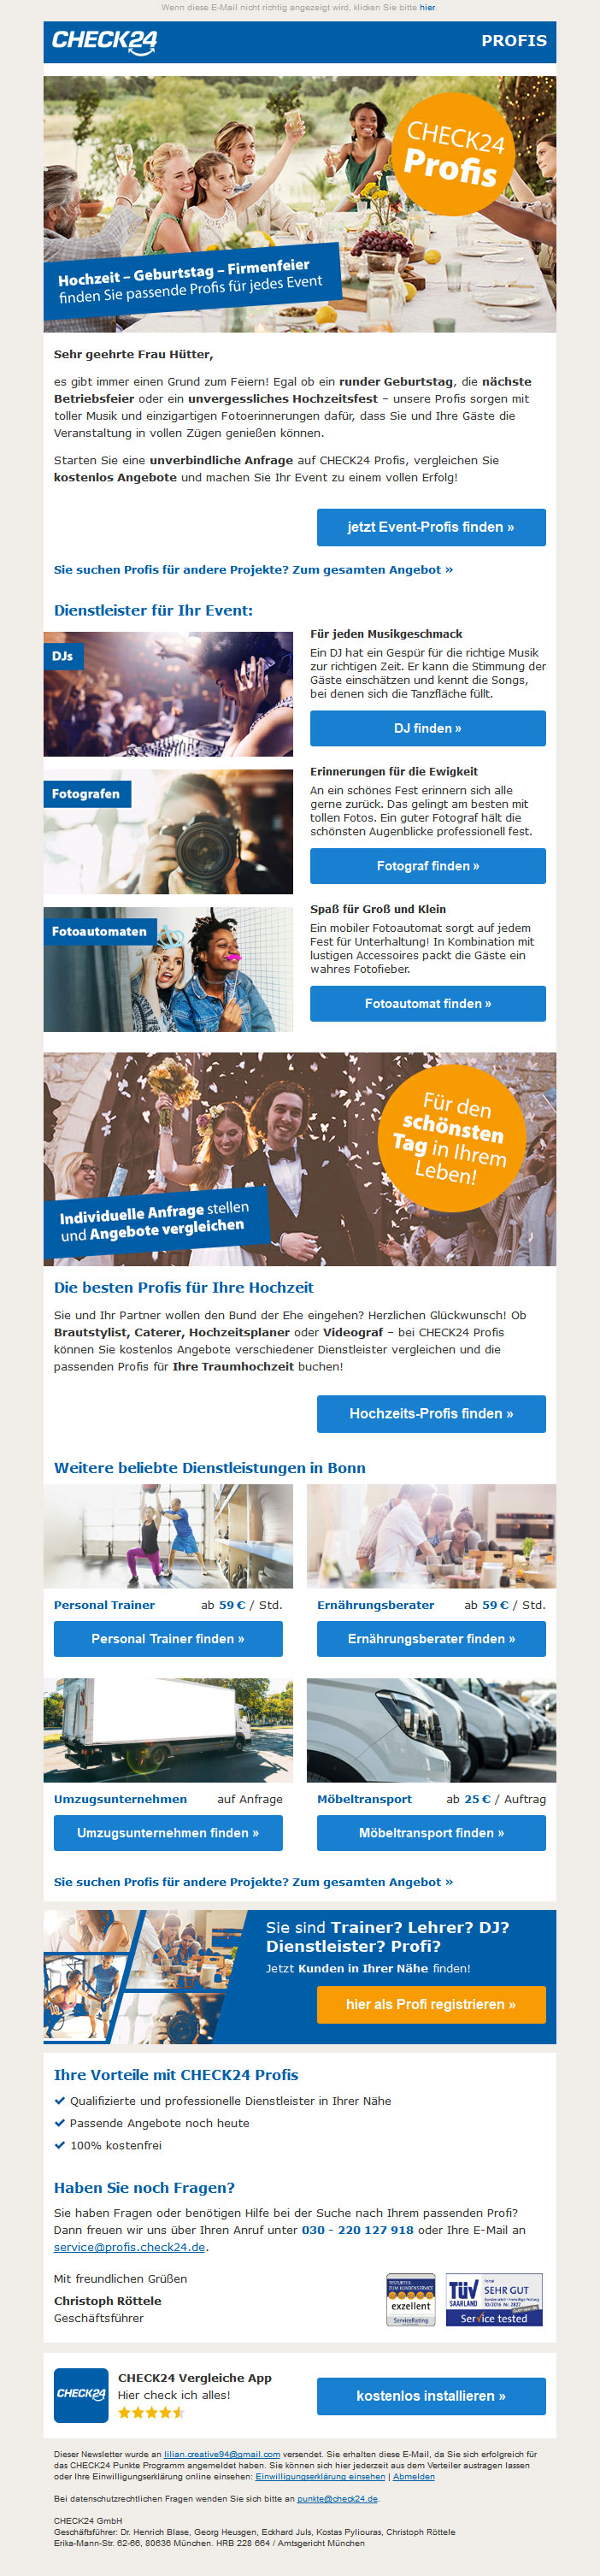 Wenn diese E-Mail nicht richtig angezeigt wird, klicken Sie bitte hier.
CHECK24
PROFIS
CHECK24
Profis
Hochzeit – Geburtstag – Firmenfeier
finden Sie passende Profis für jedes Event
Sehr geehrte Frau Hütter,
es gibt immer einen Grund zum Feiern! Egal ob ein runder Geburtstag, die nächste
Betriebsfeier oder ein unvergessliches Hochzeitsfest – unsere Profis sorgen mit
toller Musik und einzigartigen Fotoerinnerungen dafür, dass Sie und Ihre Gäste die
Veranstaltung in vollen Zügen genießen können.
Starten Sie eine unverbindliche Anfrage auf CHECK24 Profis, vergleichen Sie
kostenlos Angebote und machen Sie Ihr Event zu einem vollen Erfolg!
jetzt Event-Profis finden »
Sie suchen Profis für andere Projekte? Zum gesamten Angebot »
Dienstleister für Ihr Event:
DJs
Für jeden Musikgeschmack
Ein DJ hat ein Gespür für die richtige Musik
zur richtigen Zeit. Er kann die Stimmung der
Gäste einschätzen und kennt die Songs,
bei denen sich die Tanzfläche füllt.
DJ finden »
Fotografen
Erinnerungen für die Ewigkeit
An ein schönes Fest erinnern sich alle
gerne zurück. Das gelingt am besten mit
tollen Fotos. Ein guter Fotograf hält die
schönsten Augenblicke professionell fest.
Fotograf finden »
Fotoautomaten
Spaß für Groß und Klein
Ein mobiler Fotoautomat sorgt auf jedem
Fest für Unterhaltung! In Kombination mit
lustigen Accessoires packt die Gäste ein
wahres Fotofieber.
Fotoautomat finden »
Für den
schönsten
Tag in Ihrem
Leben!
Individuelle Anfrage stellen
und Angebote vergleichen
Die besten Profis für Ihre Hochzeit
Sie und Ihr Partner wollen den Bund der Ehe eingehen? Herzlichen Glückwunsch! Ob
Brautstylist, Caterer, Hochzeitsplaner oder Videograf – bei CHECK24 Profis
können Sie kostenlos Angebote verschiedener Dienstleister vergleichen und die
passenden Profis für Ihre Traumhochzeit buchen!
Hochzeits-Profis finden »
Weitere beliebte Dienstleistungen in Bonn
Personal Trainer ab 59 € / Std.
Ernährungsberater ab 59 € / Std.
Personal Trainer finden »
Ernährungsberater finden »
Umzugsunternehmen auf Anfrage
Möbeltransport ab 25 € / Auftrag
Umzugsunternehmen finden »
Möbeltransport finden »
Sie suchen Profis für andere Projekte? Zum gesamten Angebot »
Sie sind Trainer? Lehrer? DJ?
Dienstleister? Profi?
Jetzt Kunden in Ihrer Nähe finden!
hier als Profi registrieren »
Ihre Vorteile mit CHECK24 Profis
Qualifizierte und professionelle Dienstleister in Ihrer Nähe
Passende Angebote noch heute
100% kostenfrei
Haben Sie noch Fragen?
Sie haben Fragen oder benötigen Hilfe bei der Suche nach Ihrem passenden Profi?
Dann freuen wir uns über Ihren Anruf unter 030 - 220 127 918 oder Ihre E-Mail an
service@profis.check24.de.
Mit freundlichen Grüßen
Christoph Röttele
Geschäftsführer
exzellent
ServiceRating
TÜV
SAARLAND
SEHR GUT
Service tested
CHECK24
CHECK24 Vergleiche App
Hier check ich alles!
kostenlos installieren »
Dieser Newsletter wurde an lilian.creative94@gmail.com versendet. Sie erhalten diese E-Mail, da Sie sich erfolgreich für
das CHECK24 Punkte Programm angemeldet haben. Sie können sich hier jederzeit aus dem Verteiler austragen lassen
oder Ihre Einwilligungserklärung online einsehen: Einwilligungserklärung einsehen | Abmelden
Bei datenschutzrechtlichen Fragen wenden Sie sich bitte an punkte@check24.de.
CHECK24 GmbH
Geschäftsführer: Dr. Henrich Blase, Georg Heusgen, Eckhard Juls, Kostas Pyliouras, Christoph Röttele
Erika-Mann-Str. 62-66, 80636 München. HRB 228 664 / Amtsgericht München